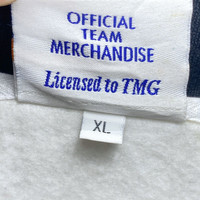 OFFICIAL
TEAM
MERCHANDISE
Licensed to TMG
XL